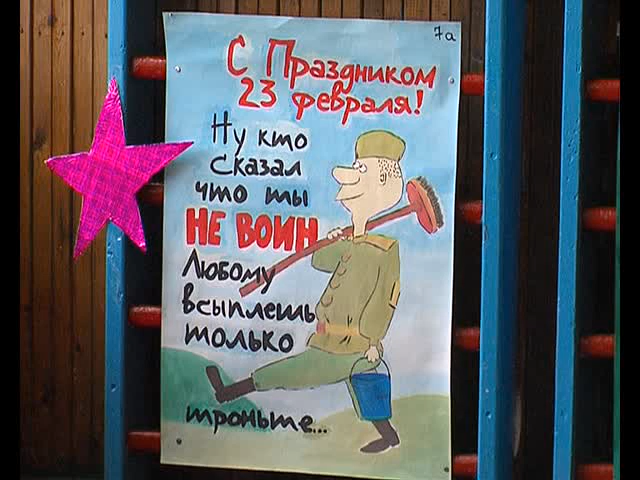 7а
С Праздником
23 февраля!
Ну кто
сказал
что ты
НЕ ВОИН
Любому
всыплешь
только
троньте...